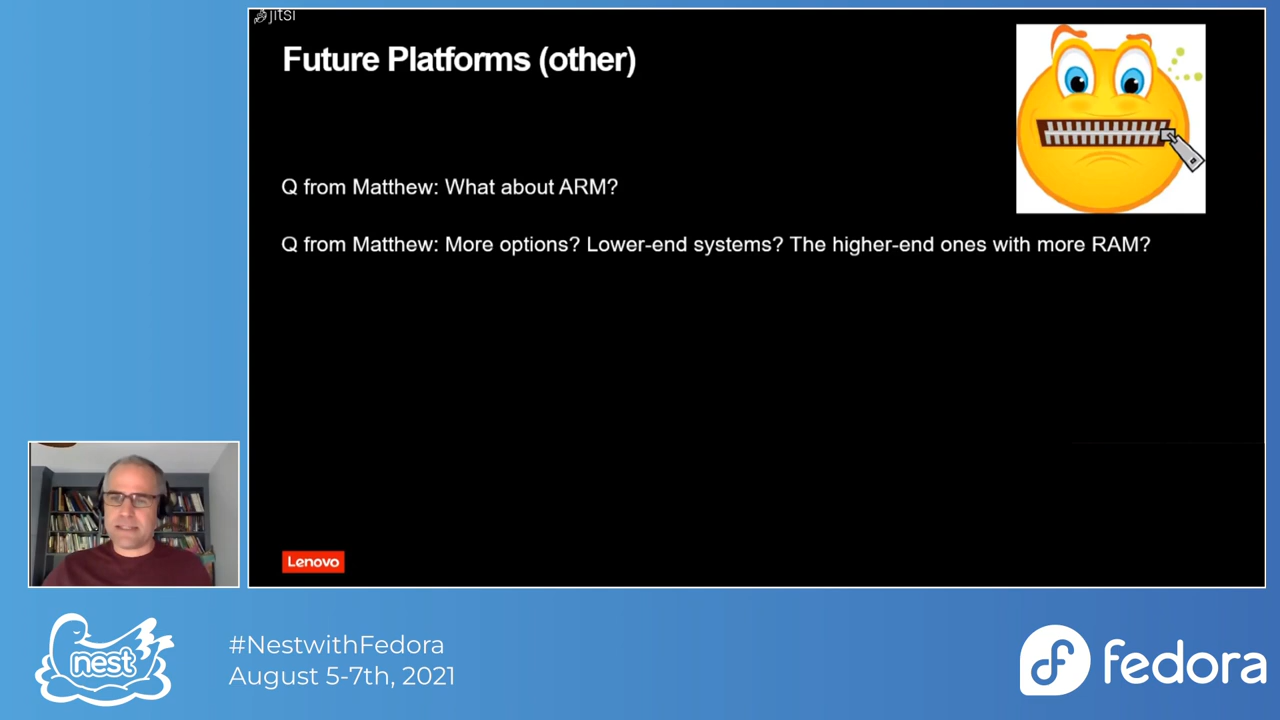 jitsi
Future Platforms (other)
Q from Matthew: What about ARM?
Q from Matthew: More options? Lower-end systems? The higher-end ones with more RAM?
Lenovo
nest
#NestwithFedora
August 5-7th, 2021
fedora